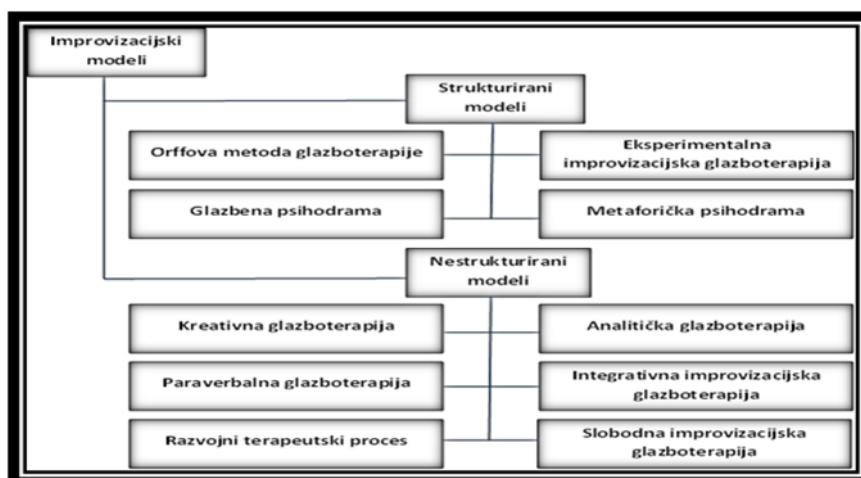 Improvizacijski
modeli
Strukturirani
modeli
Orffova metoda glazboterapije
Eksperimentalna
improvizacijska glazboterapija
Glazbena psihodrama
Metaforička psihodrama
Nestrukturirani
modeli
Kreativna glazboterapija
Analitička glazboterapija
Paraverbalna glazboterapija
Integrativna improvizacijska
glazboterapija
Razvojni terapeutski proces
Slobodna improvizacijska
glazboterapija